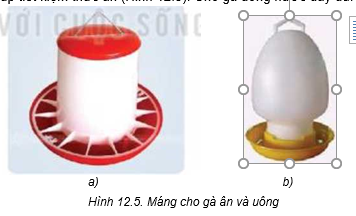 VỚI CUỘC SỐNG
a)
b)
Hình 12.5. Máng cho gà ăn và uống